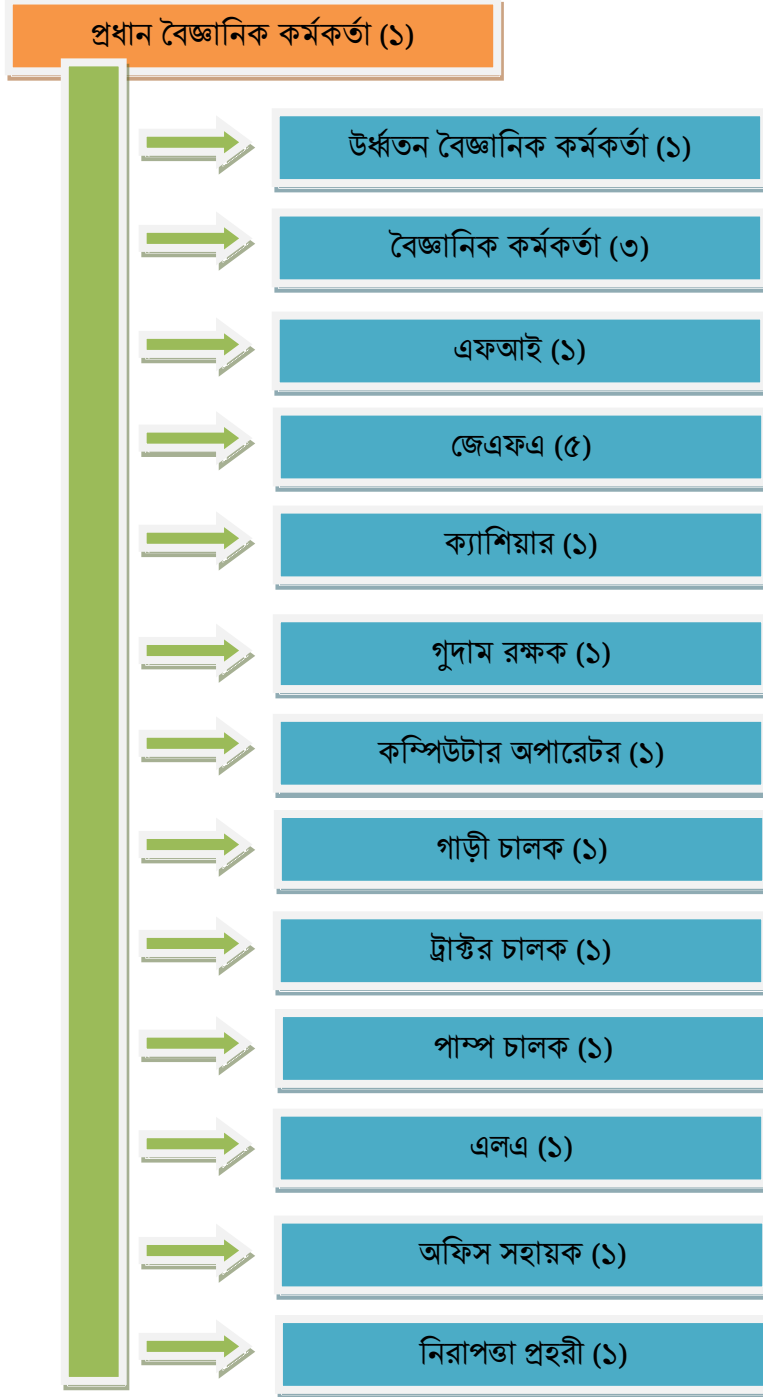 প্রধান বৈজ্ঞানিক কর্মকর্তা (১)
উর্ধ্বতন বৈজ্ঞানিক কর্মকর্তা (১)
বৈজ্ঞানিক কর্মকর্তা (৩)
এফআই (১)
জেএফএ (৫)
ক্যাশিয়ার (১)
গুদাম রক্ষক (১)
কম্পিউটার অপারেটর (১)
গাড়ী চালক (১)
ট্রাক্টর চালক (১)
পাম্প চালক (১)
এলএ (১)
অফিস সহায়ক (১)
নিরাপত্তা প্রহরী (১)